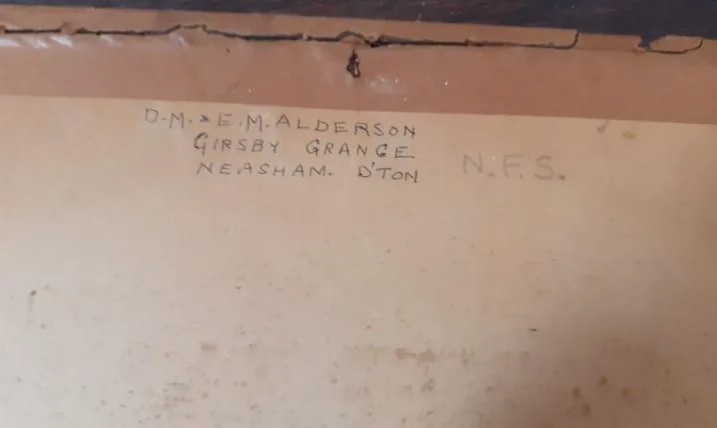 D.M. & E.M. ALDERSON
GIRSBY GRANGE
NEASHAM. D'TON
N.F.S.